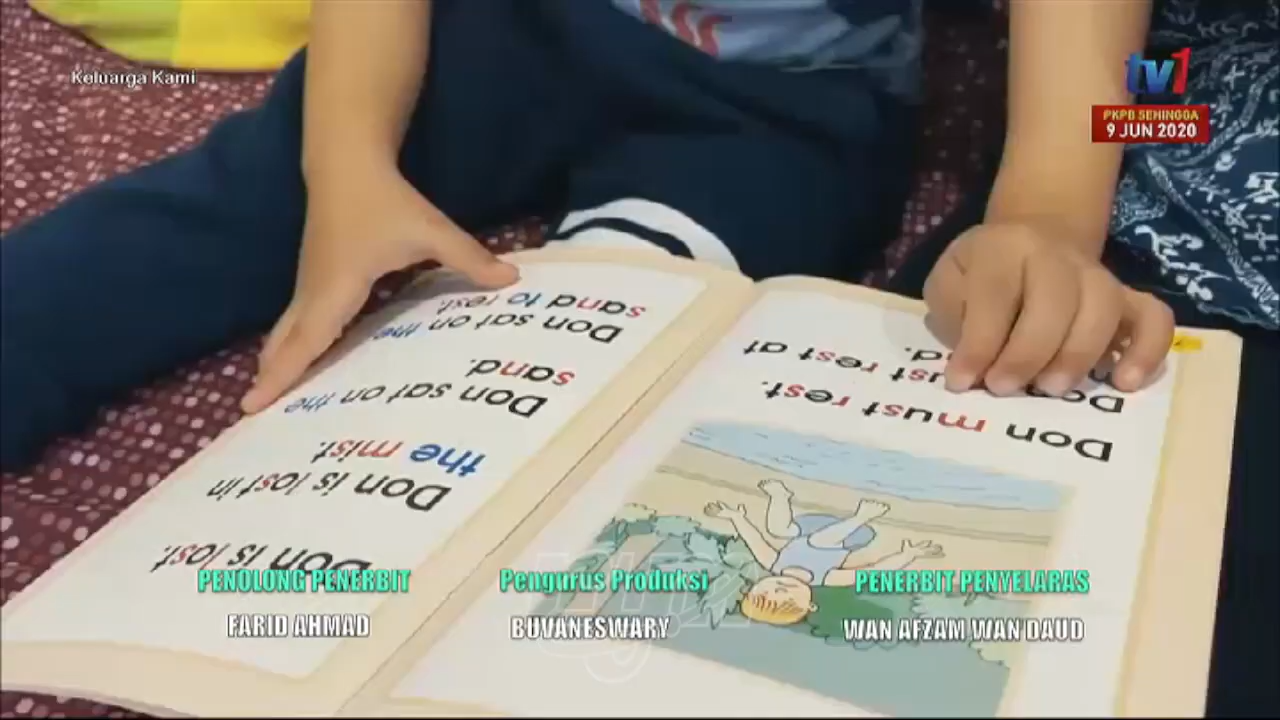 Keluarga Kami
tv1
PKPB SEHINGGA
9 JUN 2020
Don is lost.
Don is lost in
the mist.
Don sat on the
sand.
Don sat on the
sand to rest.
Don must rest.
must rest at
PENOLONG PENERBIT
FARID AHMAD
Pengurus Produksi
BUVANESWARY
PENERBIT PENYELARAS
WAN AFZAM WAN DAUD